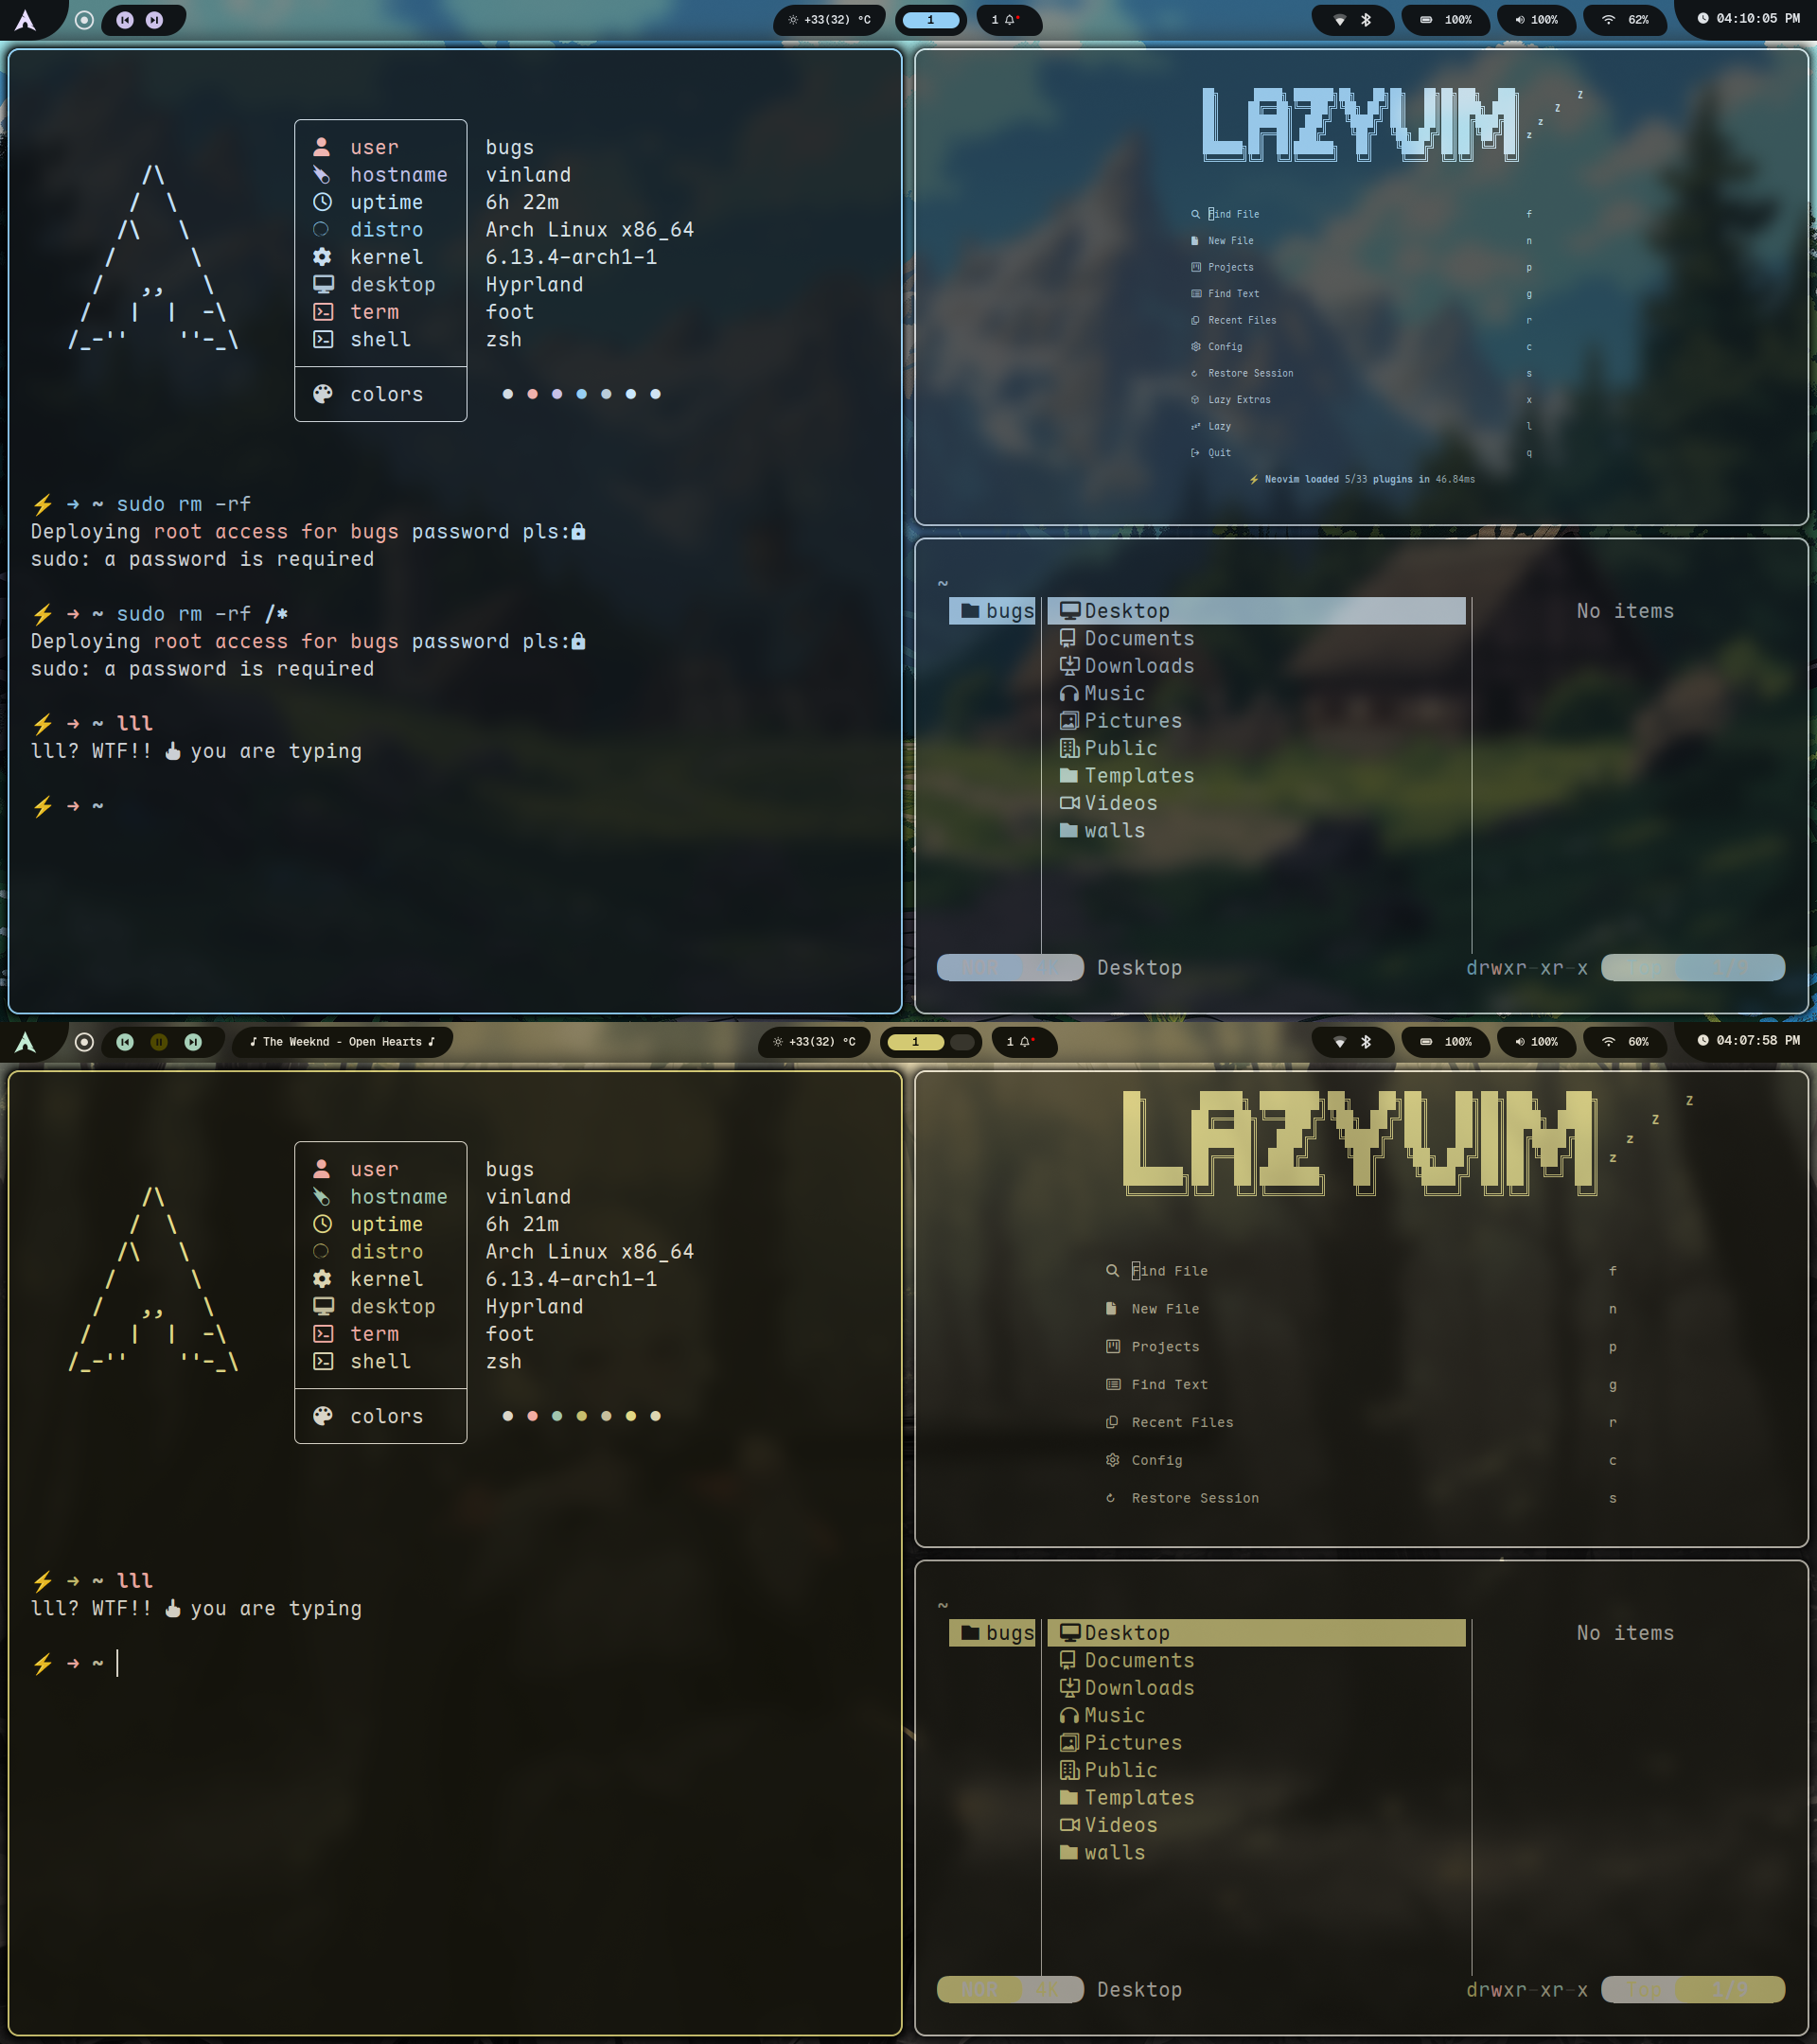 +33(32) °C
1
1
100%
100%
62%
04:10:05 PM
user bugs
hostname vinland
uptime 6h 22m
distro Arch Linux x86_64
kernel 6.13.4-arch1-1
desktop Hyprland
term foot
shell zsh
colors
⚡ → ~ sudo rm -rf
Deploying root access for bugs password pls:
sudo: a password is required
⚡ → ~ sudo rm -rf /*
Deploying root access for bugs password pls:
sudo: a password is required
⚡ → ~ lll
lll? WTF!! you are typing
⚡ → ~
LAZYVIM z z z Z
Find File f
New File n
Projects p
Find Text g
Recent Files r
Config c
Restore Session s
Lazy Extras x
Lazy l
Quit q
⚡ Neovim loaded 5/33 plugins in 46.84ms
~
bugs Desktop No items
Documents
Downloads
Music
Pictures
Public
Templates
Videos
walls
Desktop drwxr-xr-x
♪ The Weeknd - Open Hearts ♪
+33(32) °C
1
1
100%
100%
60%
04:07:58 PM
user bugs
hostname vinland
uptime 6h 21m
distro Arch Linux x86_64
kernel 6.13.4-arch1-1
desktop Hyprland
term foot
shell zsh
colors
⚡ → ~ lll
lll? WTF!! you are typing
⚡ → ~
LAZYVIM z z z Z
Find File f
New File n
Projects p
Find Text g
Recent Files r
Config c
Restore Session s
~
bugs Desktop No items
Documents
Downloads
Music
Pictures
Public
Templates
Videos
walls
NOR Desktop drwxr-xr-x Top 1/9